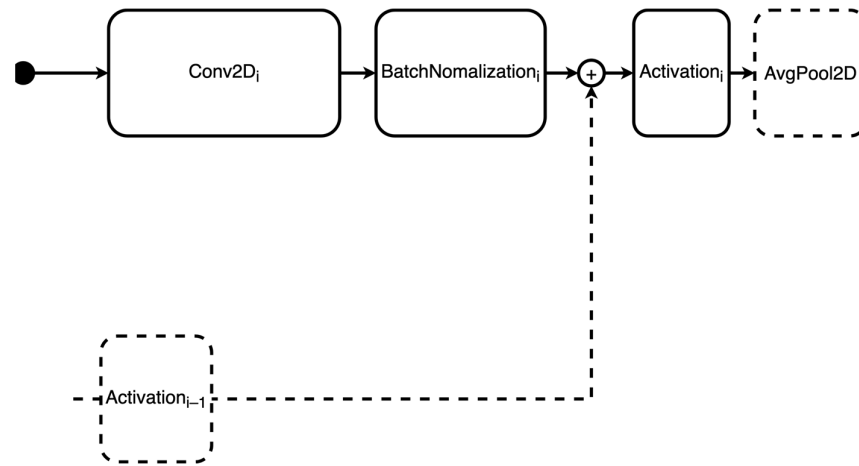 Conv2Dᵢ
BatchNomalizationᵢ
+
Activationᵢ
AvgPool2D
Activationᵢ₋₁